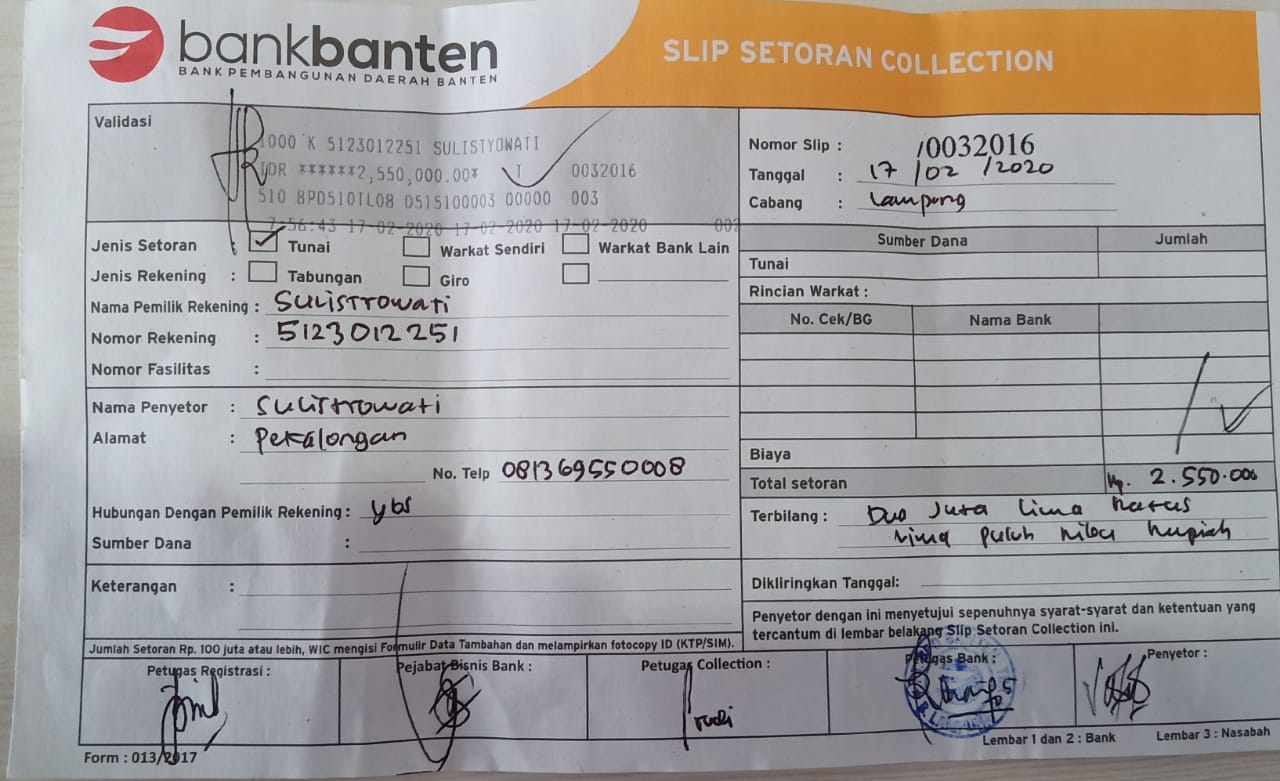 bankbanten
BANK PEMBANGUNAN DAERAH BANTEN
SLIP SETORAN COLLECTION
Validasi
1000 K 5123012251 SULISTYOWATI
IDR ******2,550,000.00* T 0032016
510 BPD510TL08 D515100003 00000 003
7:56:43 17-02-2020 17-02-2020 17-02-2020 002
Nomor Slip : /0032016
Tanggal : 17/02/2020
Cabang : Lampong
Jenis Setoran : Tunai Warkat Sendiri Warkat Bank Lain
Jenis Rekening : Tabungan Giro
Nama Pemilik Rekening : SULISTYOWATI
Nomor Rekening : 5123012251
Nomor Fasilitas :
Nama Penyetor : SULISTYOWATI
Alamat : Pekalongan
No. Telp 081369550008
Hubungan Dengan Pemilik Rekening : ybs
Sumber Dana :
Keterangan :
Jumlah Setoran Rp. 100 juta atau lebih, WIC mengisi Formulir Data Tambahan dan melampirkan fotocopy ID (KTP/SIM).
Sumber Dana Jumlah
Tunai
Rincian Warkat :
No. Cek/BG Nama Bank
Biaya
Total setoran Rp. 2.550.000
Terbilang : Dua Juta Lima Ratus
Lima puluh Ribu Rupiah
Dikliringkan Tanggal:
Penyetor dengan ini menyetujui sepenuhnya syarat-syarat dan ketentuan yang
tercantum di lembar belakang Slip Setoran Collection ini.
Petugas Registrasi : Pejabat Bisnis Bank : Petugas Collection : Petugas Bank : Penyetor :
Rudi
Form : 013/2017
Lembar 1 dan 2 : Bank Lembar 3 : Nasabah